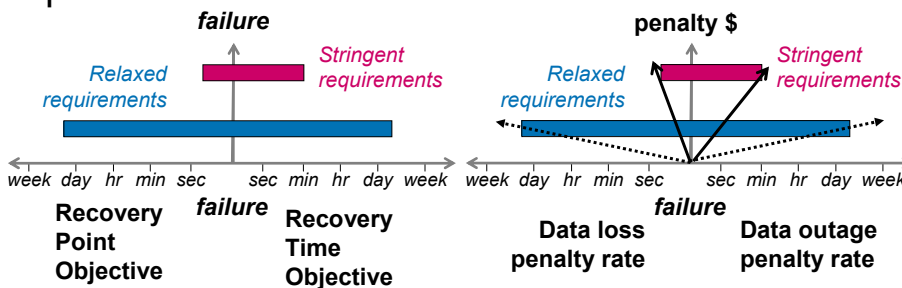 failure
Stringent
requirements
Relaxed
requirements
week day hr min sec sec min hr day week
failure
Recovery
Point
Objective
Recovery
Time
Objective
penalty $
Stringent
requirements
Relaxed
requirements
week day hr min sec sec min hr day week
failure
Data loss
penalty rate
Data outage
penalty rate